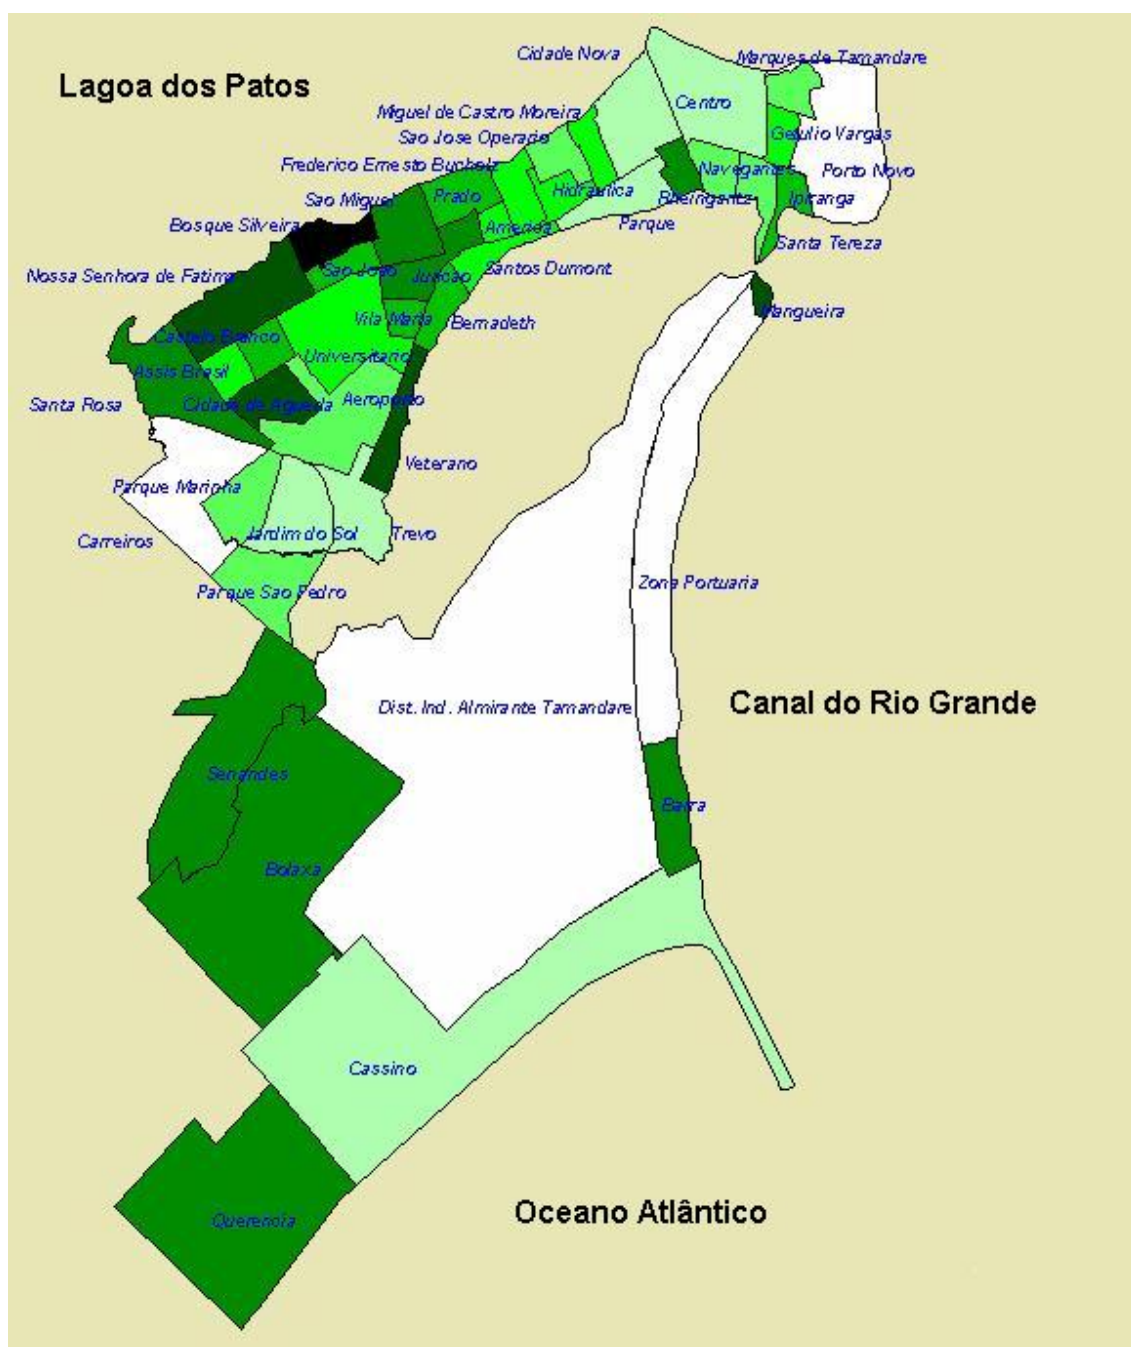 Cidade Nova
Marques de Tamandare
Lagoa dos Patos
Centro
Miguel de Castro Moreira
Getulio Vargas
Sao Jose Operario
Frederico Ernesto Bucholz
Navegantes
Porto Novo
Hidraulica
Prado
Rheingantz
Ipiranga
Sao Miguel
Bosque Silveira
America
Parque
Santa Tereza
Nossa Senhora de Fatima
Sao Joao
Juncao
Santos Dumont
Mangueira
Vila Maria
Bernadeth
Castelo Branco
Universitario
Assis Brasil
Santa Rosa
Cidade de Agueda
Aeroporto
Veterano
Parque Marinha
Carreiros
Jardim do Sol
Trevo
Zona Portuaria
Parque Sao Pedro
Dist. Ind. Almirante Tamandare
Canal do Rio Grande
Senandes
Barra
Bolaxa
Cassino
Querencia
Oceano Atlântico